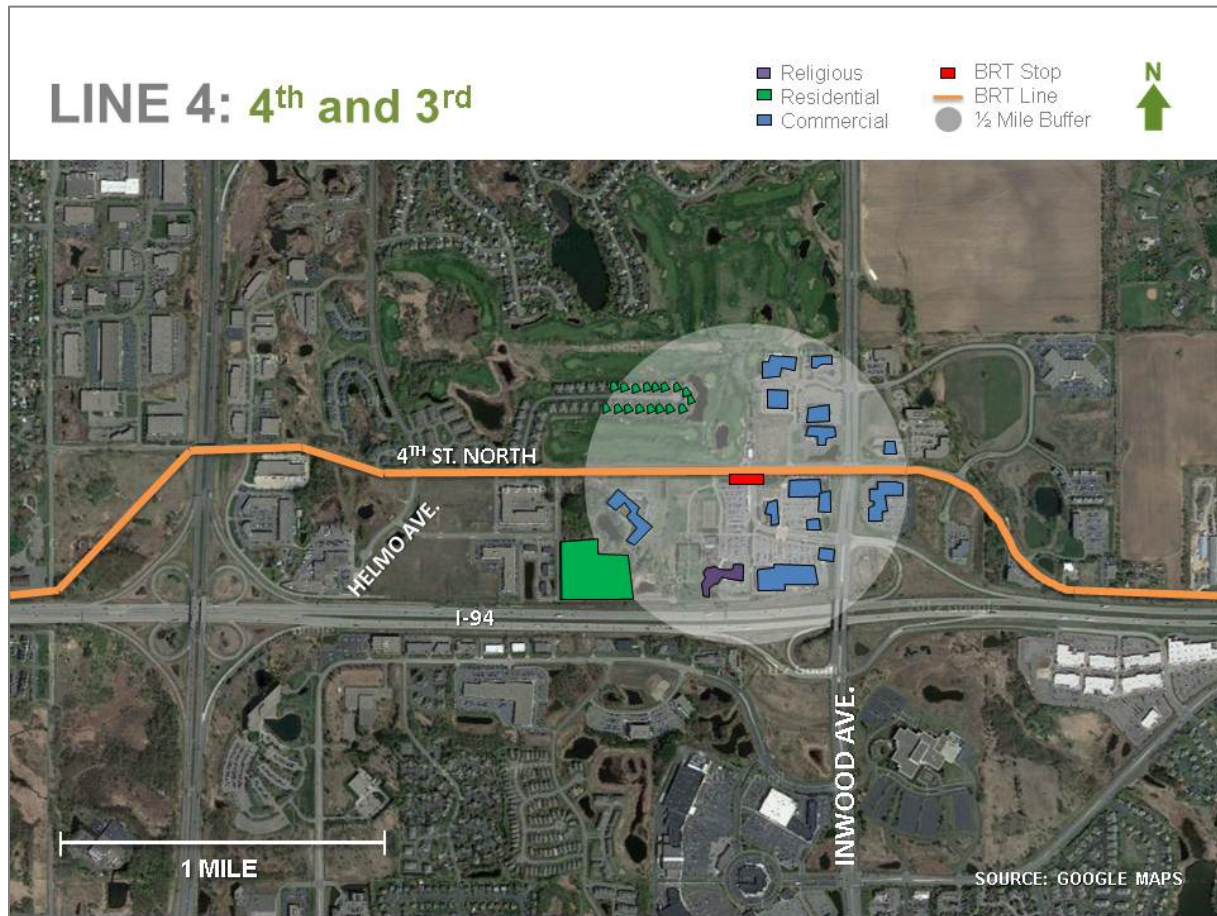 LINE 4: 4th and 3rd
Religious
Residential
Commercial
BRT Stop
BRT Line
½ Mile Buffer
N
4TH ST. NORTH
HELMO AVE.
I-94
INWOOD AVE.
1 MILE
SOURCE: GOOGLE MAPS